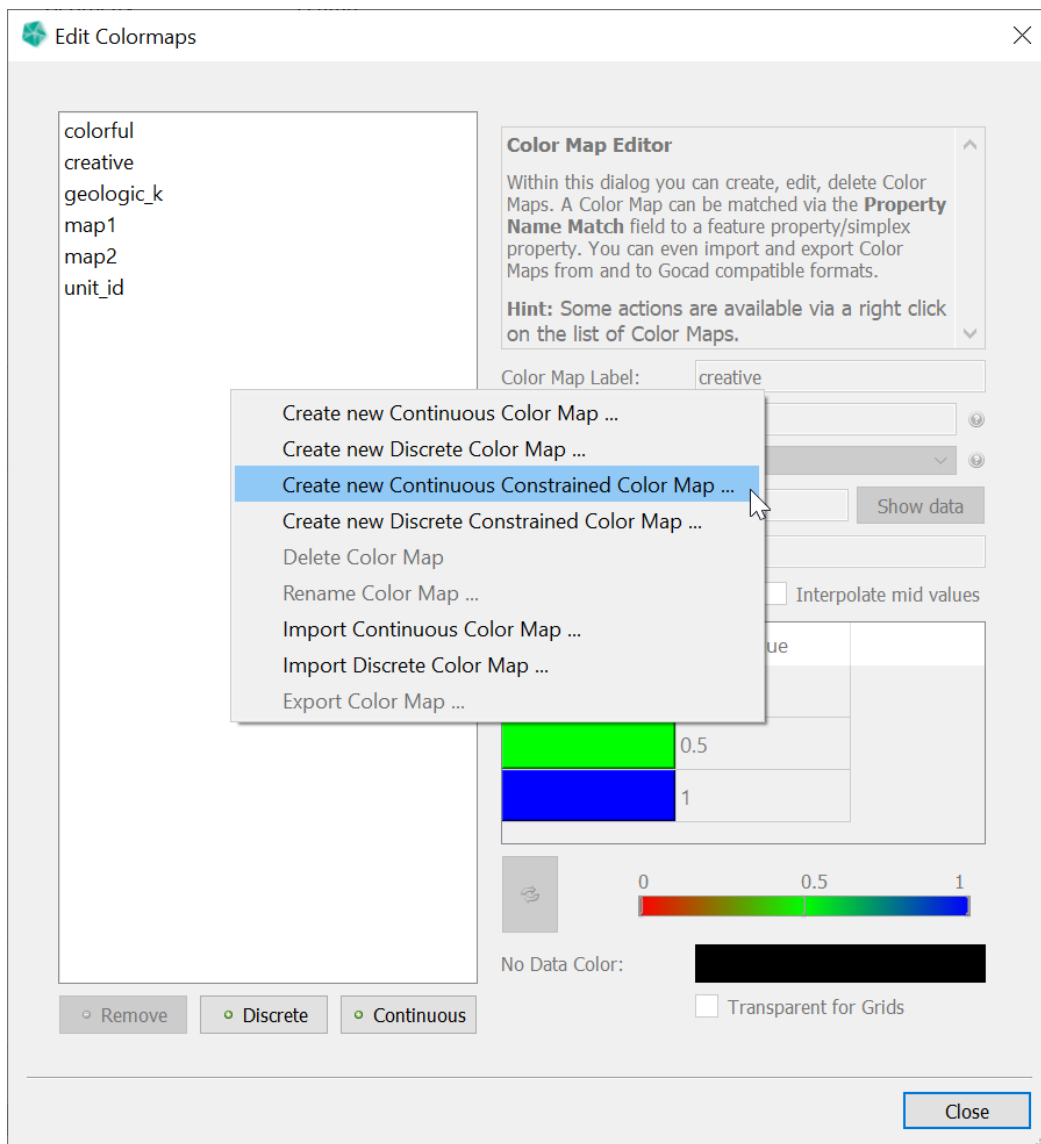 Edit Colormaps
colorful
creative
geologic_k
map1
map2
unit_id
Color Map Editor
Within this dialog you can create, edit, delete Color
Maps. A Color Map can be matched via the Property
Name Match field to a feature property/simplex
property. You can even import and export Color
Maps from and to Gocad compatible formats.
Hint: Some actions are available via a right click
on the list of Color Maps.
Color Map Label: creative
Create new Continuous Color Map ...
Create new Discrete Color Map ...
Create new Continuous Constrained Color Map ...
Create new Discrete Constrained Color Map ...
Delete Color Map
Rename Color Map ...
Import Continuous Color Map ...
Import Discrete Color Map ...
Export Color Map ...
Show data
Interpolate mid values
ue
0.5
1
0 0.5 1
No Data Color:
Transparent for Grids
Remove Discrete Continuous
Close